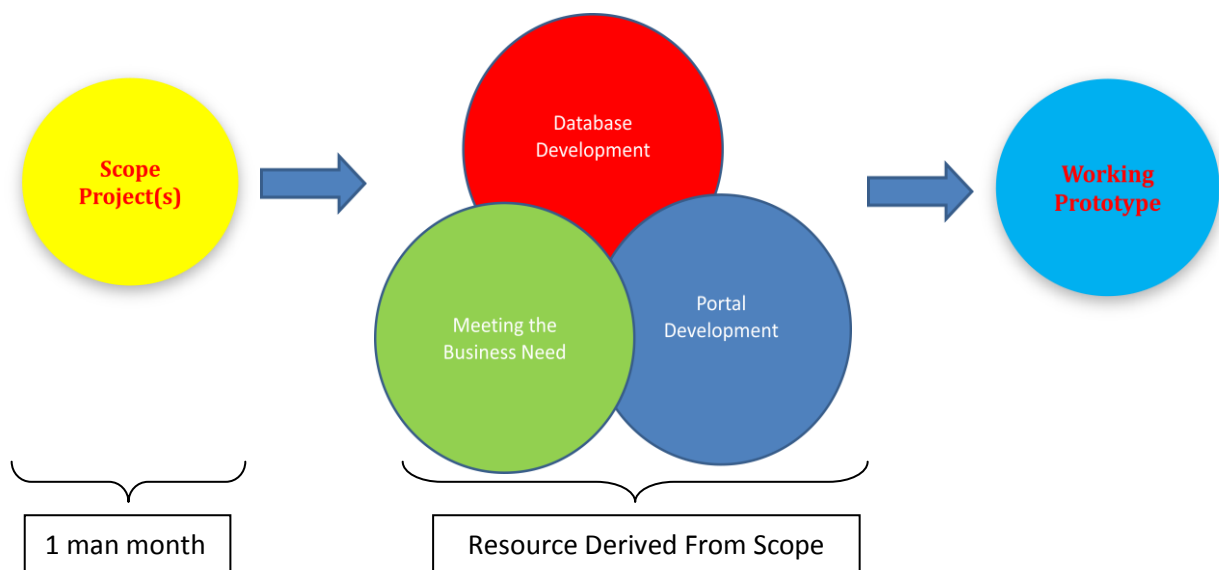 Scope
Project(s)
Database
Development
Meeting the
Business Need
Portal
Development
Working
Prototype
1 man month
Resource Derived From Scope